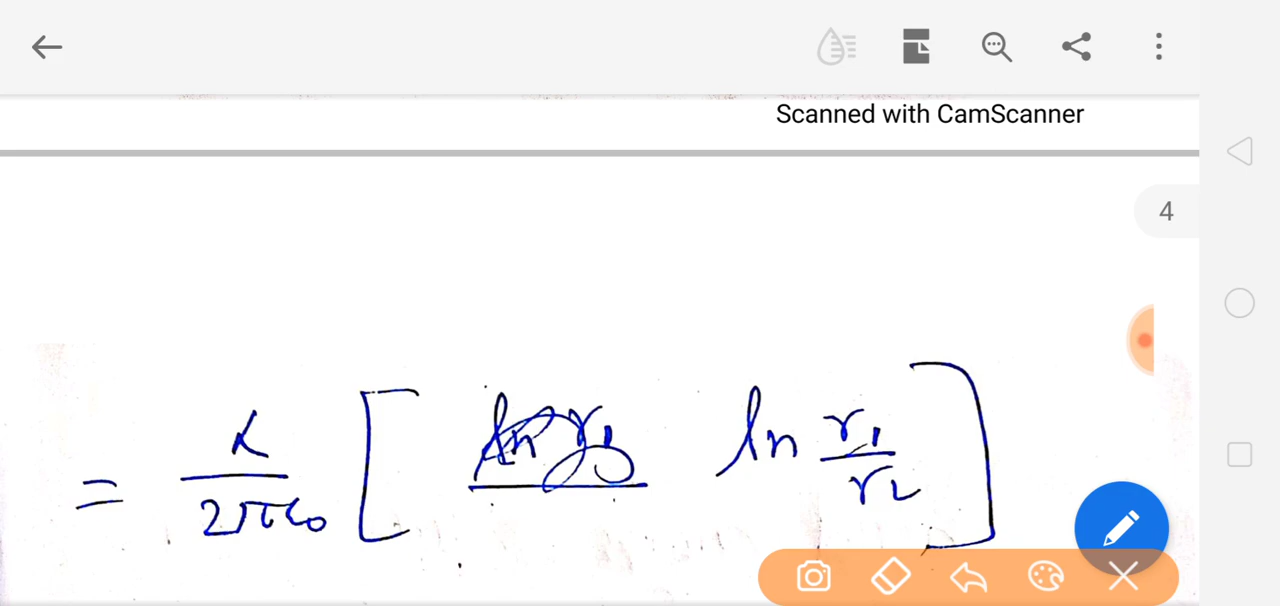 Scanned with CamScanner
4
= λ / 2πε₀ [ ln r₁/r₂ ]